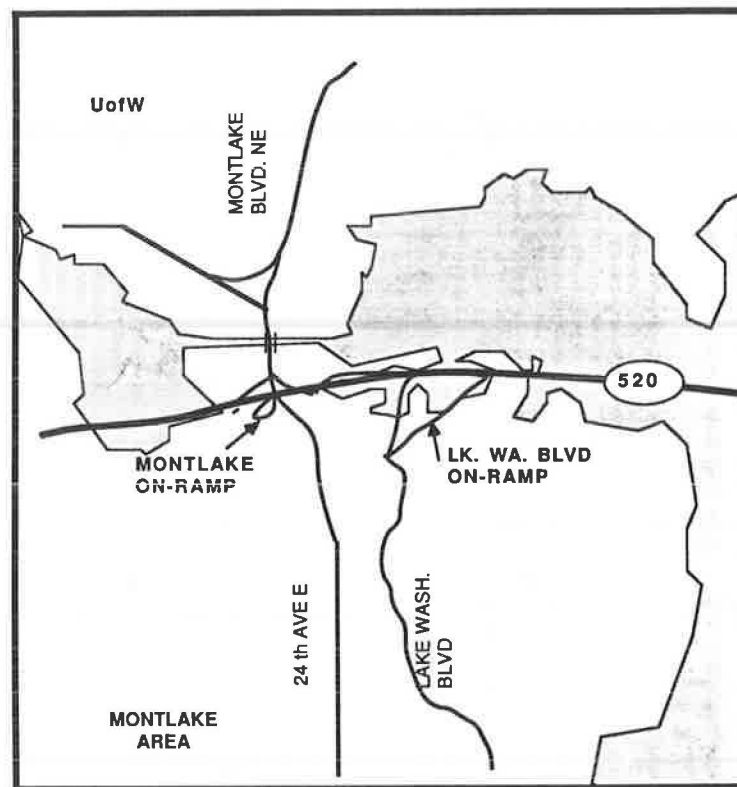 UofW
MONTLAKE
BLVD. NE
520
MONTLAKE
ON-RAMP
LK. WA. BLVD
ON-RAMP
24 th AVE E
LAKE WASH.
BLVD
MONTLAKE
AREA